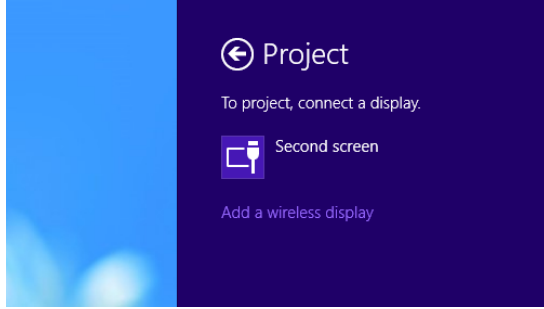 Project
To project, connect a display.
Second screen
Add a wireless display